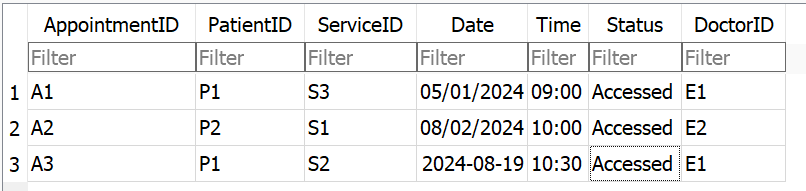 AppointmentID PatientID ServiceID Date Time Status DoctorID
Filter Filter Filter Filter Filter Filter Filter
1 A1 P1 S3 05/01/2024 09:00 Accessed E1
2 A2 P2 S1 08/02/2024 10:00 Accessed E2
3 A3 P1 S2 2024-08-19 10:30 Accessed E1